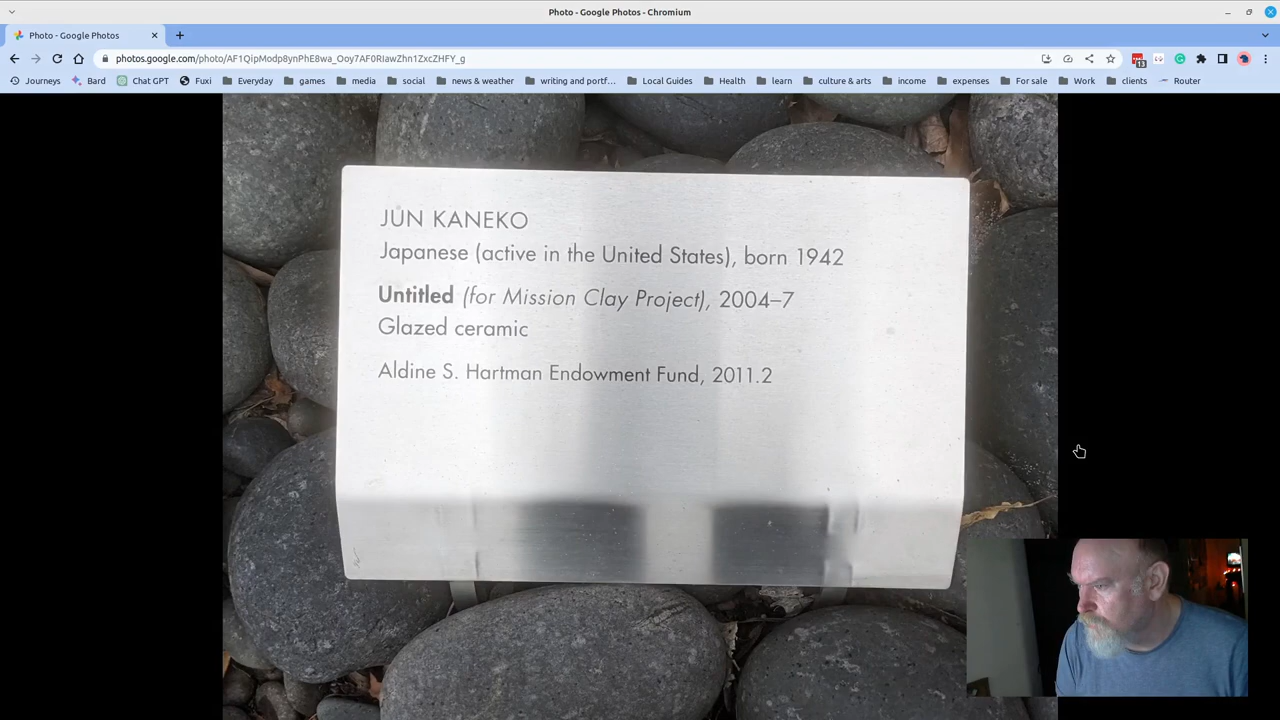 Photo - Google Photos - Chromium
Photo - Google Photos
photos.google.com/photo/AF1QipModp8ynPhE8wa_Ooy7AF0RIawZhn1ZxcZHFY_g
13
Journeys Bard Chat GPT Fuxi Everyday games media social news & weather writing and portf... Local Guides Health learn culture & arts income expenses For sale Work clients Router
JUN KANEKO
Japanese (active in the United States), born 1942
Untitled (for Mission Clay Project), 2004–7
Glazed ceramic
Aldine S. Hartman Endowment Fund, 2011.2